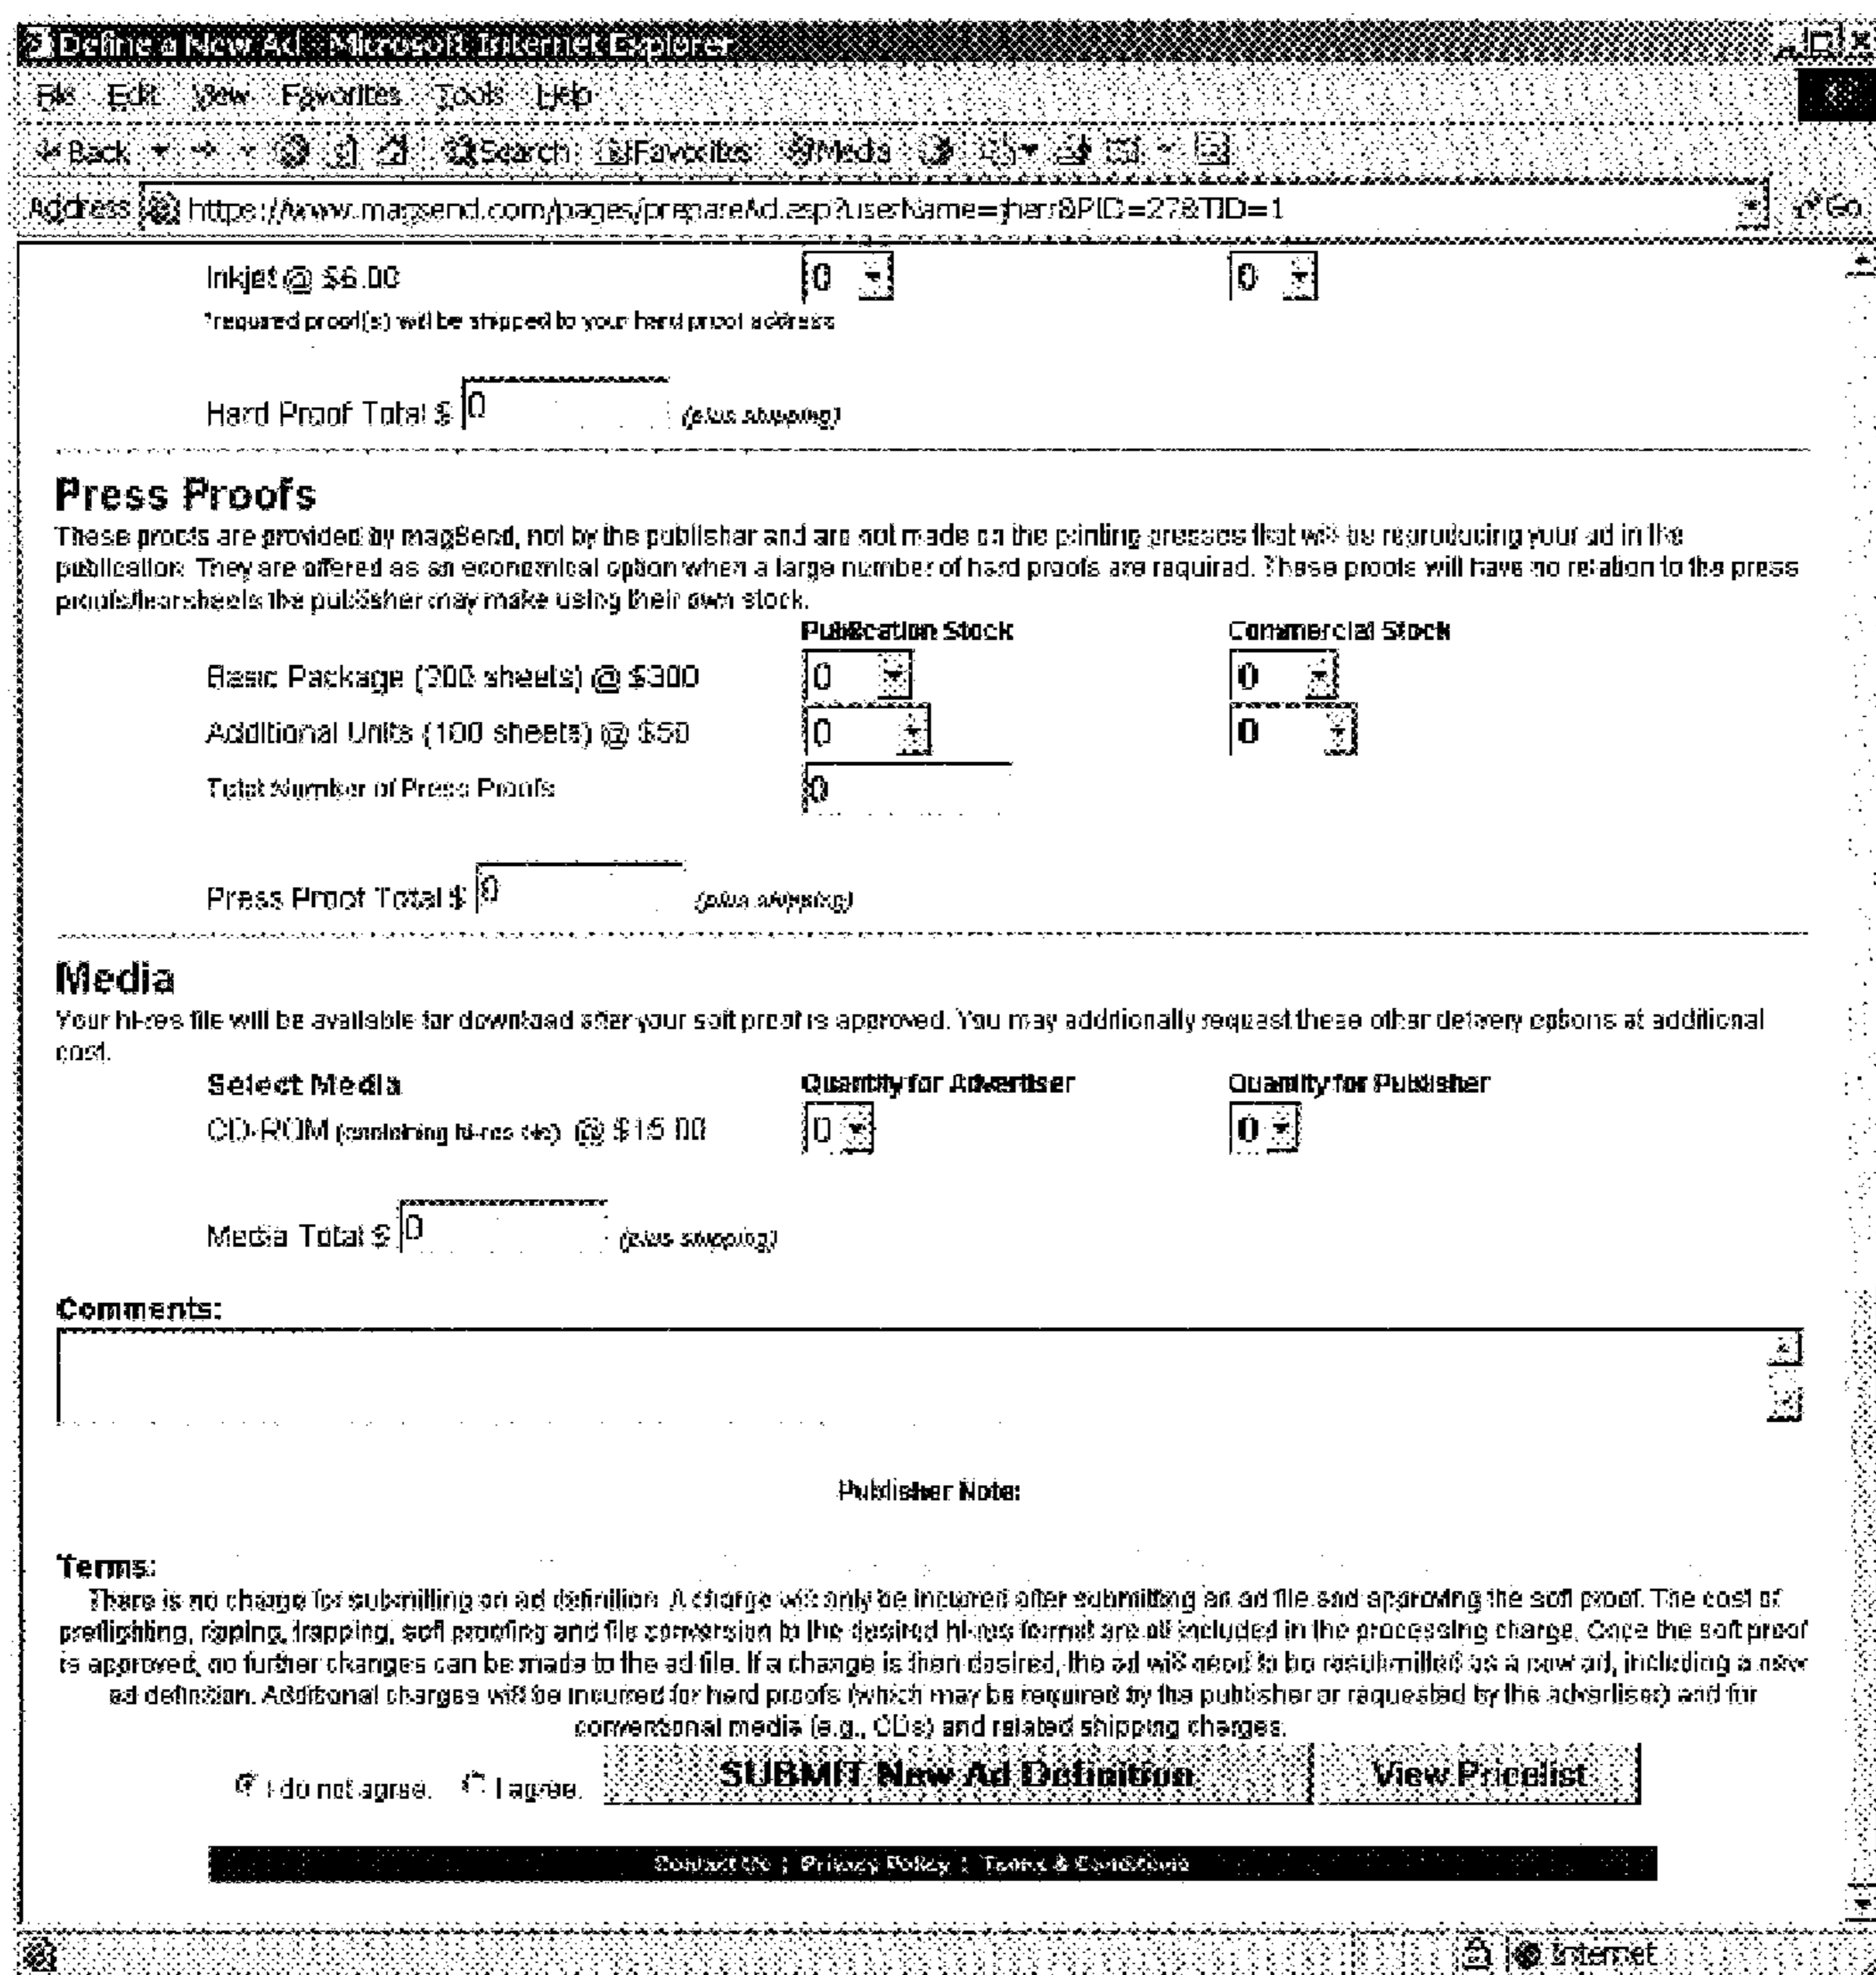 Define a New Ad - Microsoft Internet Explorer
File Edit View Favorites Tools Help
Back Search Favorites Media
Address https://www.magsend.com/pages/prepareAd.asp?userName=jherr&PID=27&TID=1 Go
Inkjet @ $6.00 0 0
*required proof(s) will be shipped to your hard proof address
Hard Proof Total $ 0 (plus shipping)
Press Proofs
These proofs are provided by magSend, not by the publisher and are not made on the printing presses that will be reproducing your ad in the
publication. They are offered as an economical option when a large number of hard proofs are required. These proofs will have no relation to the press
proofs/tearsheets the publisher may make using their own stock.
Publication Stock Commercial Stock
Basic Package (200 sheets) @ $300 0 0
Additional Units (100 sheets) @ $50 0 0
Total Number of Press Proofs 0
Press Proof Total $ 0 (plus shipping)
Media
Your hi-res file will be available for download after your soft proof is approved. You may additionally request these other delivery options at additional
cost.
Select Media Quantity for Advertiser Quantity for Publisher
CD-ROM (containing hi-res file) @ $15.00 0 0
Media Total $ 0 (plus shipping)
Comments:
Publisher Note:
Terms:
There is no charge for submitting an ad definition. A charge will only be incurred after submitting an ad file and approving the soft proof. The cost of
preflighting, ripping, trapping, soft proofing and file conversion to the desired hi-res format are all included in the processing charge. Once the soft proof
is approved, no further changes can be made to the ad file. If a change is then desired, the ad will need to be resubmitted as a new ad, including a new
ad definition. Additional charges will be incurred for hard proofs (which may be required by the publisher or requested by the advertiser) and for
conventional media (e.g., CDs) and related shipping charges.
I do not agree. I agree. SUBMIT New Ad Definition View Pricelist
Contact Us | Privacy Policy | Terms & Conditions
Internet